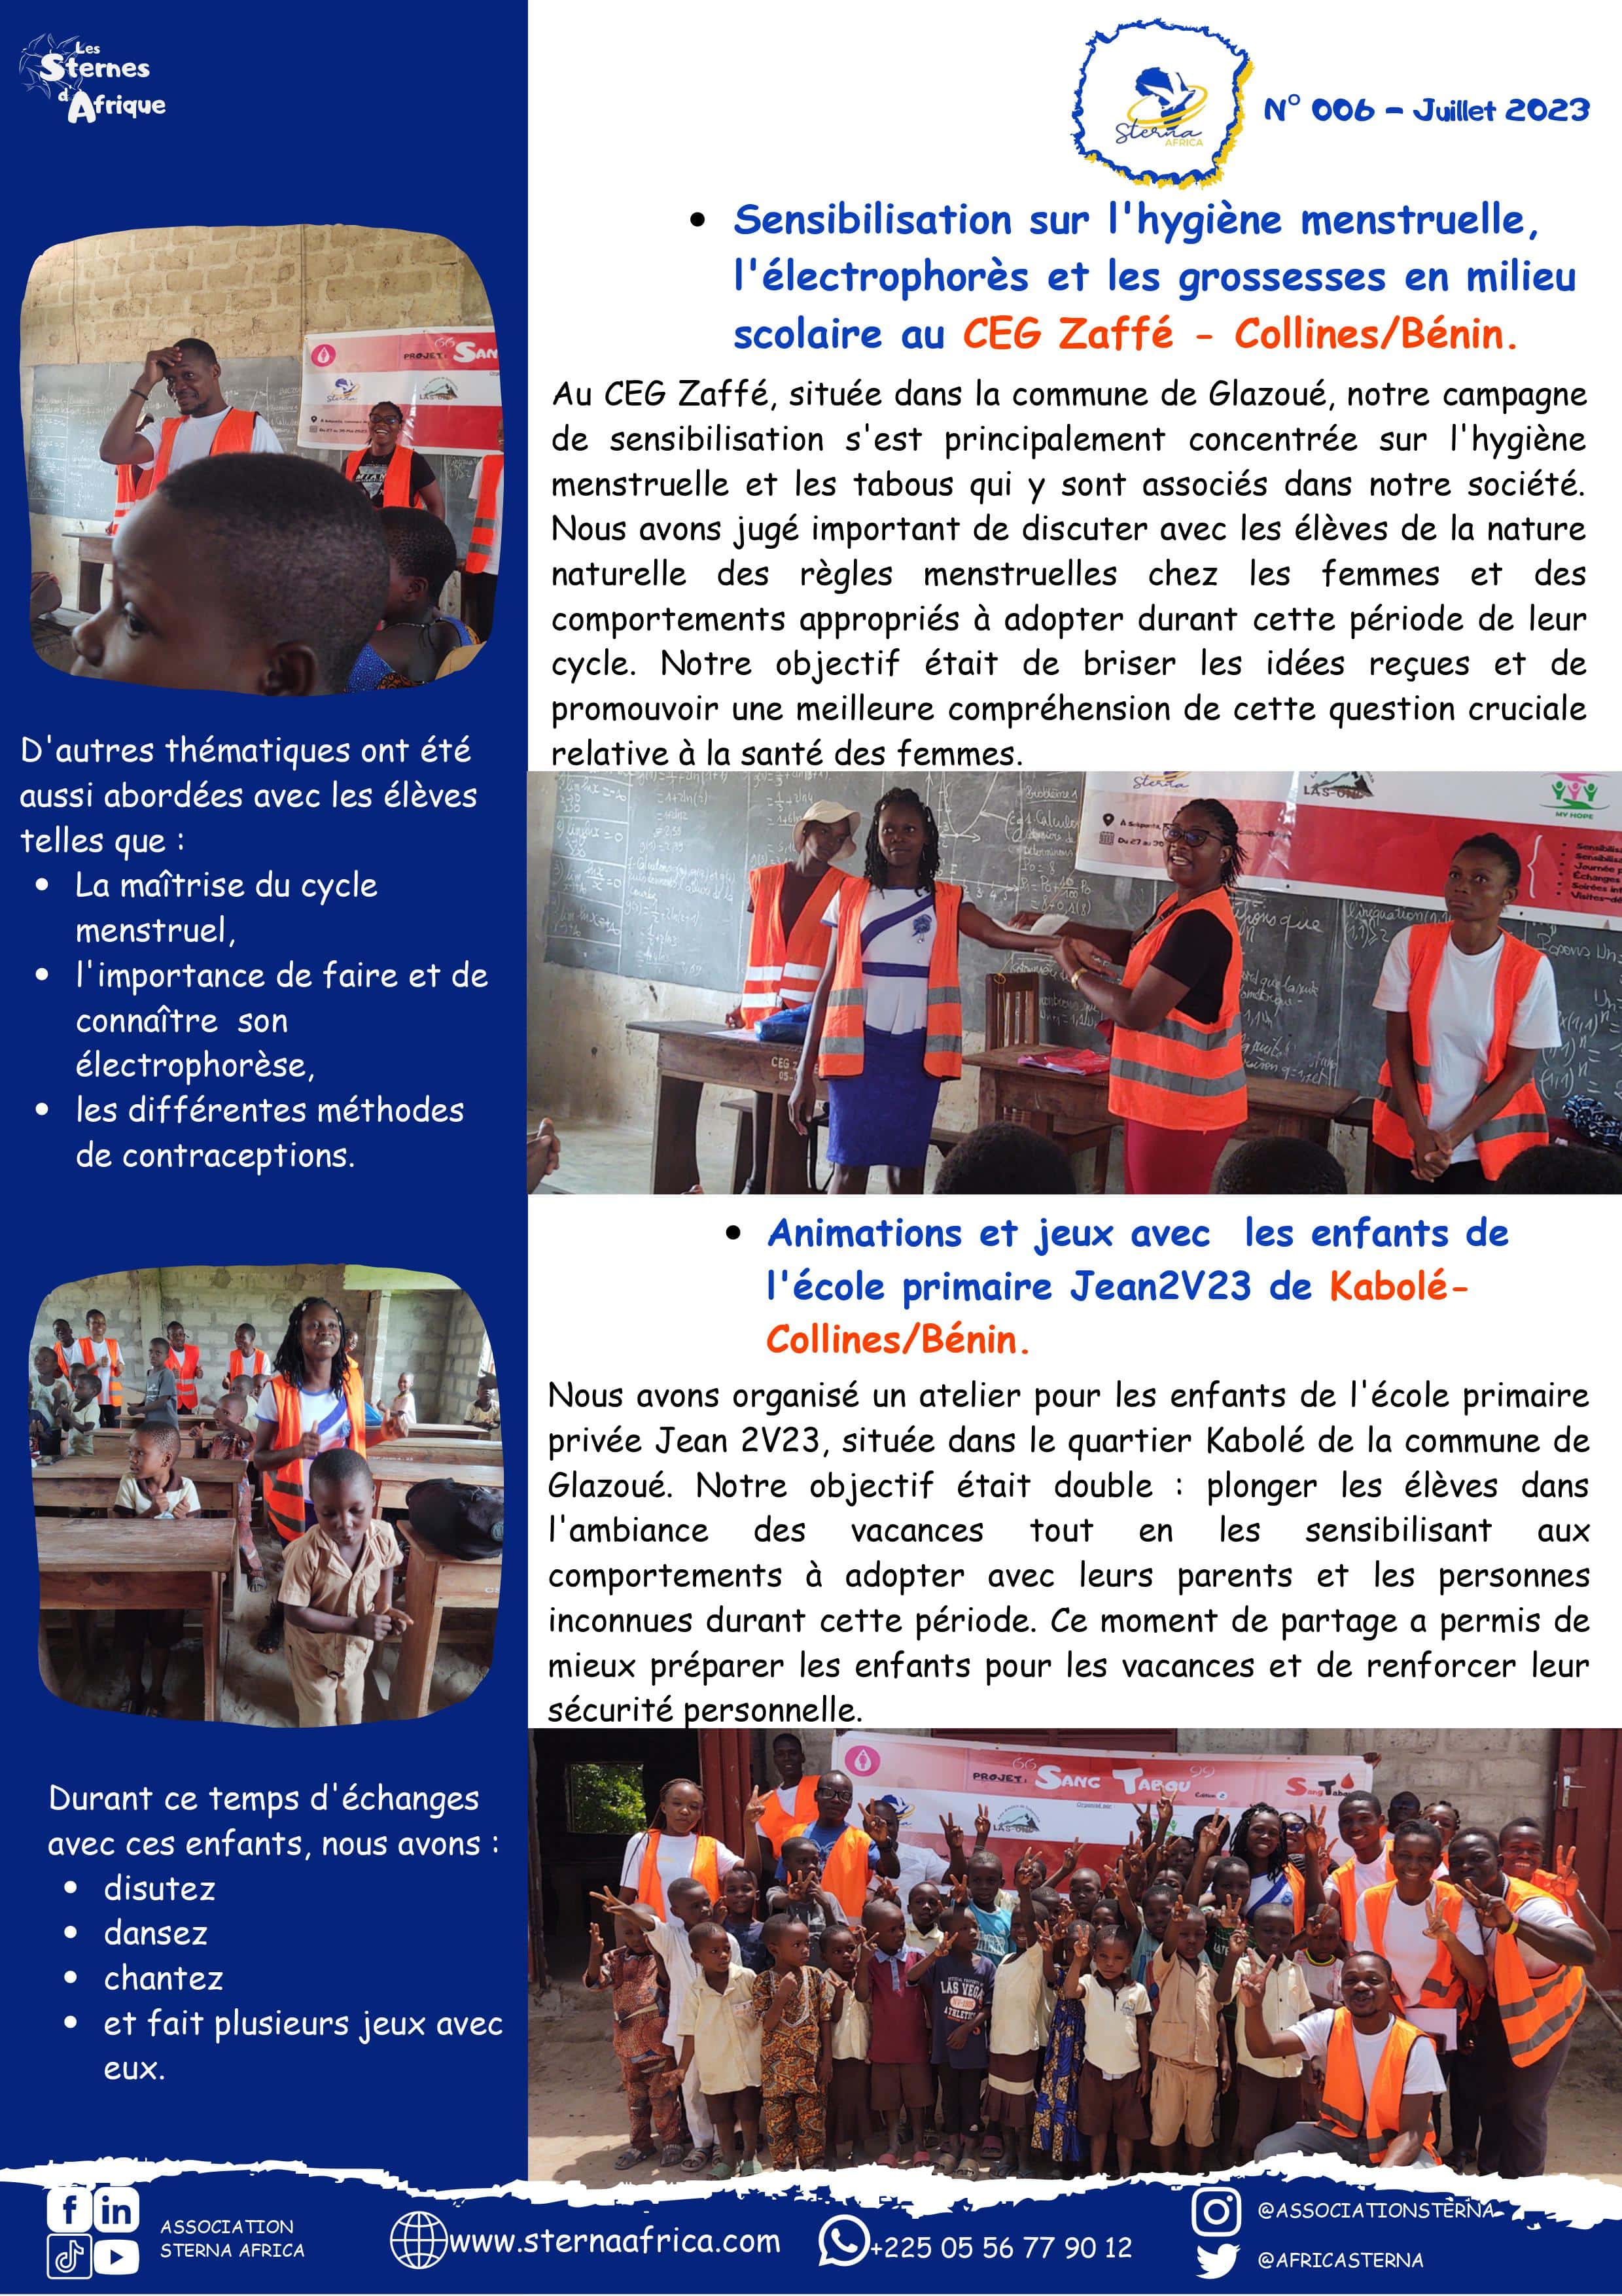 Les
Sternes
d'Afrique
Sterna
AFRICA
N° 006 - Juillet 2023
• Sensibilisation sur l'hygiène menstruelle,
l'électrophorès et les grossesses en milieu
scolaire au CEG Zaffé - Collines/Bénin.
Au CEG Zaffé, située dans la commune de Glazoué, notre campagne
de sensibilisation s'est principalement concentrée sur l'hygiène
menstruelle et les tabous qui y sont associés dans notre société.
Nous avons jugé important de discuter avec les élèves de la nature
naturelle des règles menstruelles chez les femmes et des
comportements appropriés à adopter durant cette période de leur
cycle. Notre objectif était de briser les idées reçues et de
promouvoir une meilleure compréhension de cette question cruciale
relative à la santé des femmes.
PROJET: SAN
D'autres thématiques ont été
aussi abordées avec les élèves
telles que :
• La maîtrise du cycle
menstruel,
• l'importance de faire et de
connaître son
électrophorèse,
• les différentes méthodes
de contraceptions.
Sterna
LAS-ONG
MY HOPE
CEG
• Animations et jeux avec les enfants de
l'école primaire Jean2V23 de Kabolé-
Collines/Bénin.
Nous avons organisé un atelier pour les enfants de l'école primaire
privée Jean 2V23, située dans le quartier Kabolé de la commune de
Glazoué. Notre objectif était double : plonger les élèves dans
l'ambiance des vacances tout en les sensibilisant aux
comportements à adopter avec leurs parents et les personnes
inconnues durant cette période. Ce moment de partage a permis de
mieux préparer les enfants pour les vacances et de renforcer leur
sécurité personnelle.
PROJET: SANG TABOU
LAS-ONG
LAS VEGA
Durant ce temps d'échanges
avec ces enfants, nous avons :
• disutez
• dansez
• chantez
• et fait plusieurs jeux avec
eux.
ASSOCIATION
STERNA AFRICA
www.sternaafrica.com
+225 05 56 77 90 12
@ASSOCIATIONSTERNA
@AFRICASTERNA